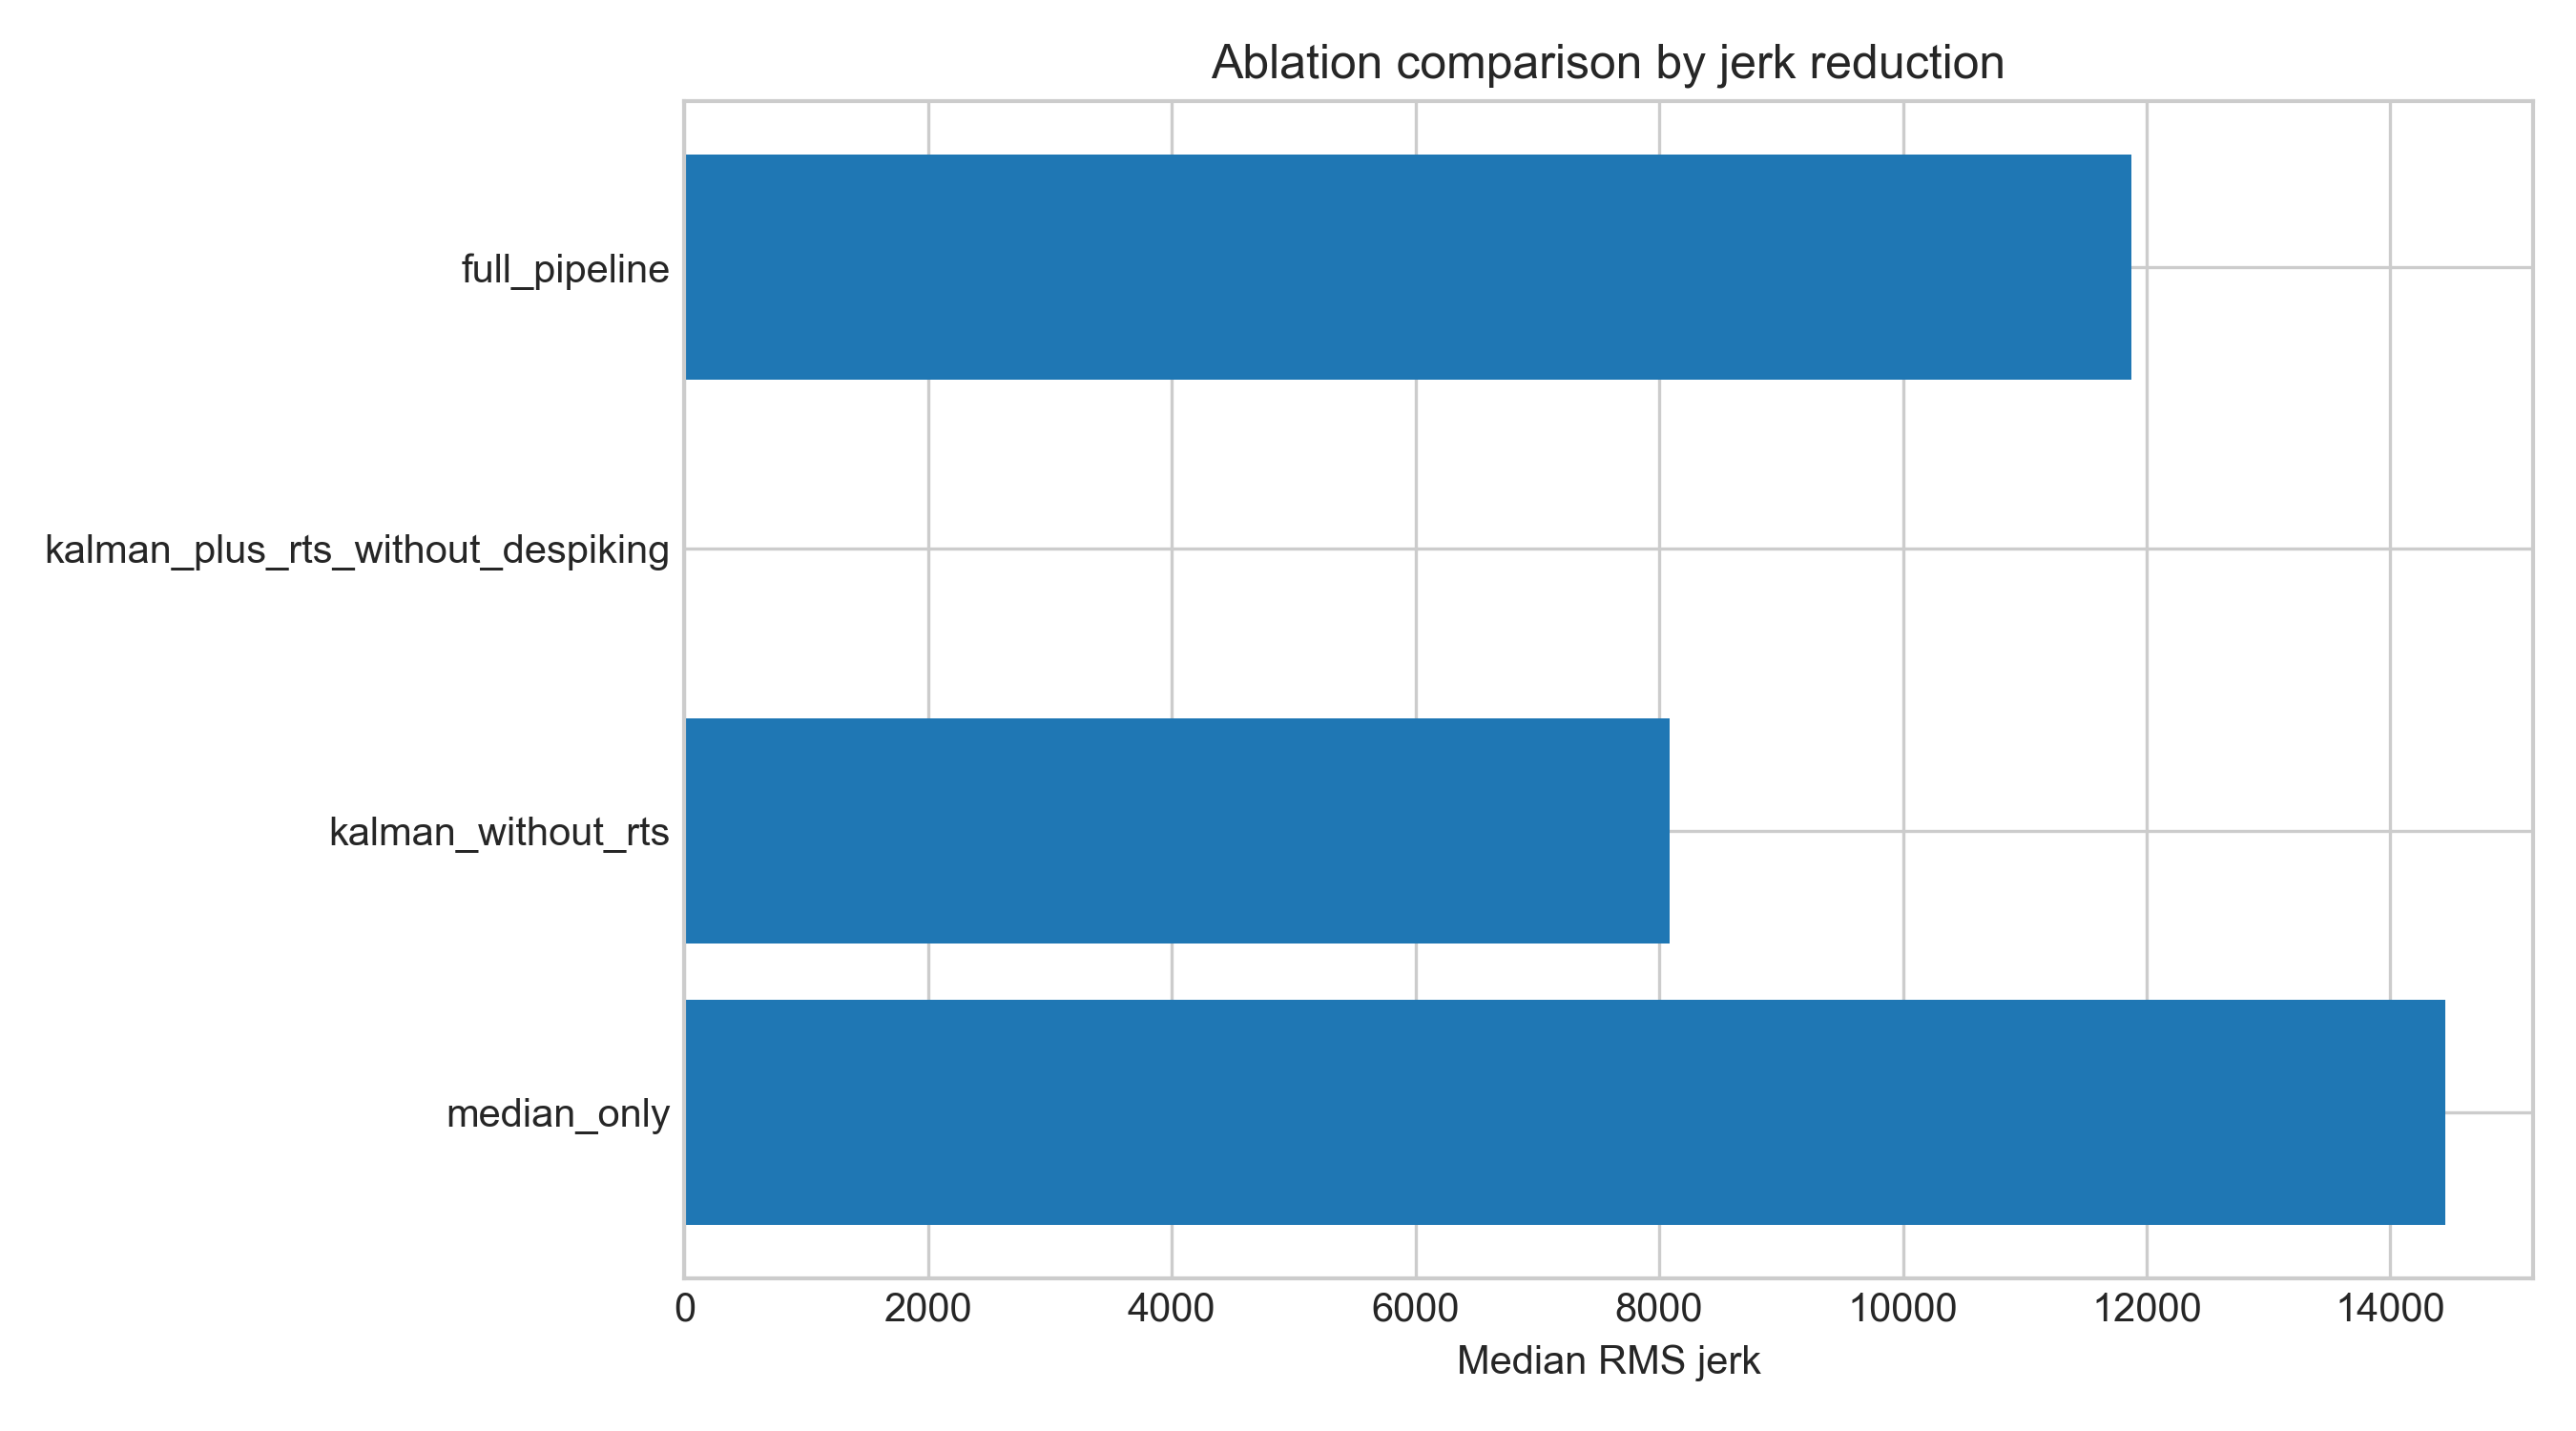 Ablation comparison by jerk reduction
full_pipeline
kalman_plus_rts_without_despiking
kalman_without_rts
median_only
0 2000 4000 6000 8000 10000 12000 14000
Median RMS jerk